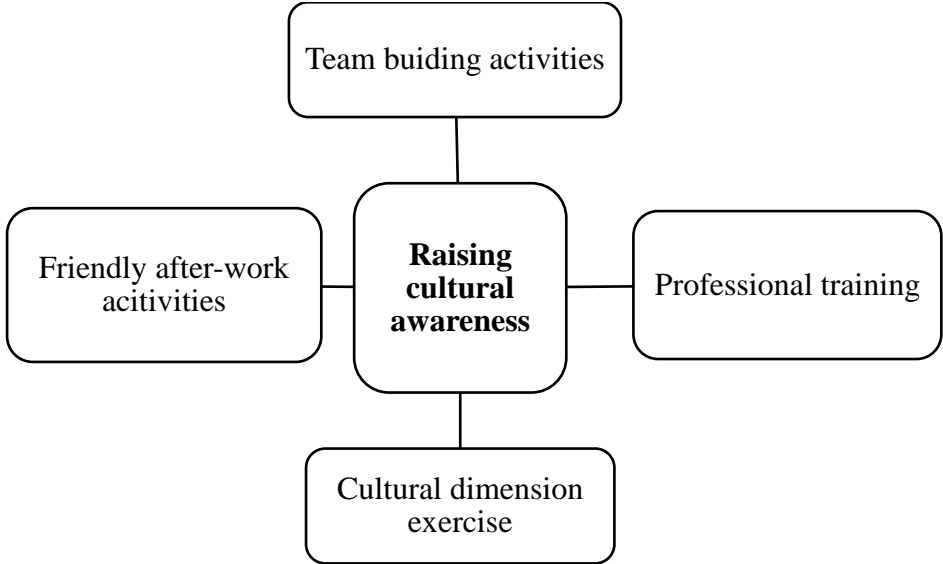 Team buiding activities
Friendly after-work
acitivities
Raising
cultural
awareness
Professional training
Cultural dimension
exercise